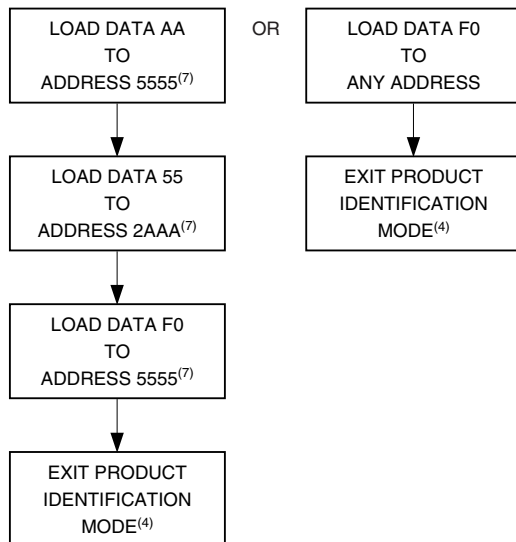 LOAD DATA AA
TO
ADDRESS 5555(7)
LOAD DATA 55
TO
ADDRESS 2AAA(7)
LOAD DATA F0
TO
ADDRESS 5555(7)
EXIT PRODUCT
IDENTIFICATION
MODE(4)
OR
LOAD DATA F0
TO
ANY ADDRESS
EXIT PRODUCT
IDENTIFICATION
MODE(4)